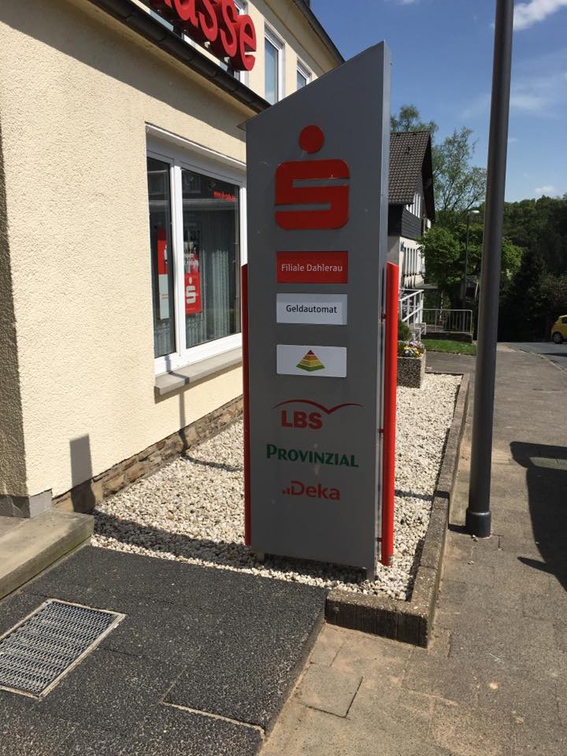 asse
Filiale Dahlerau
Geldautomat
LBS
PROVINZIAL
Deka